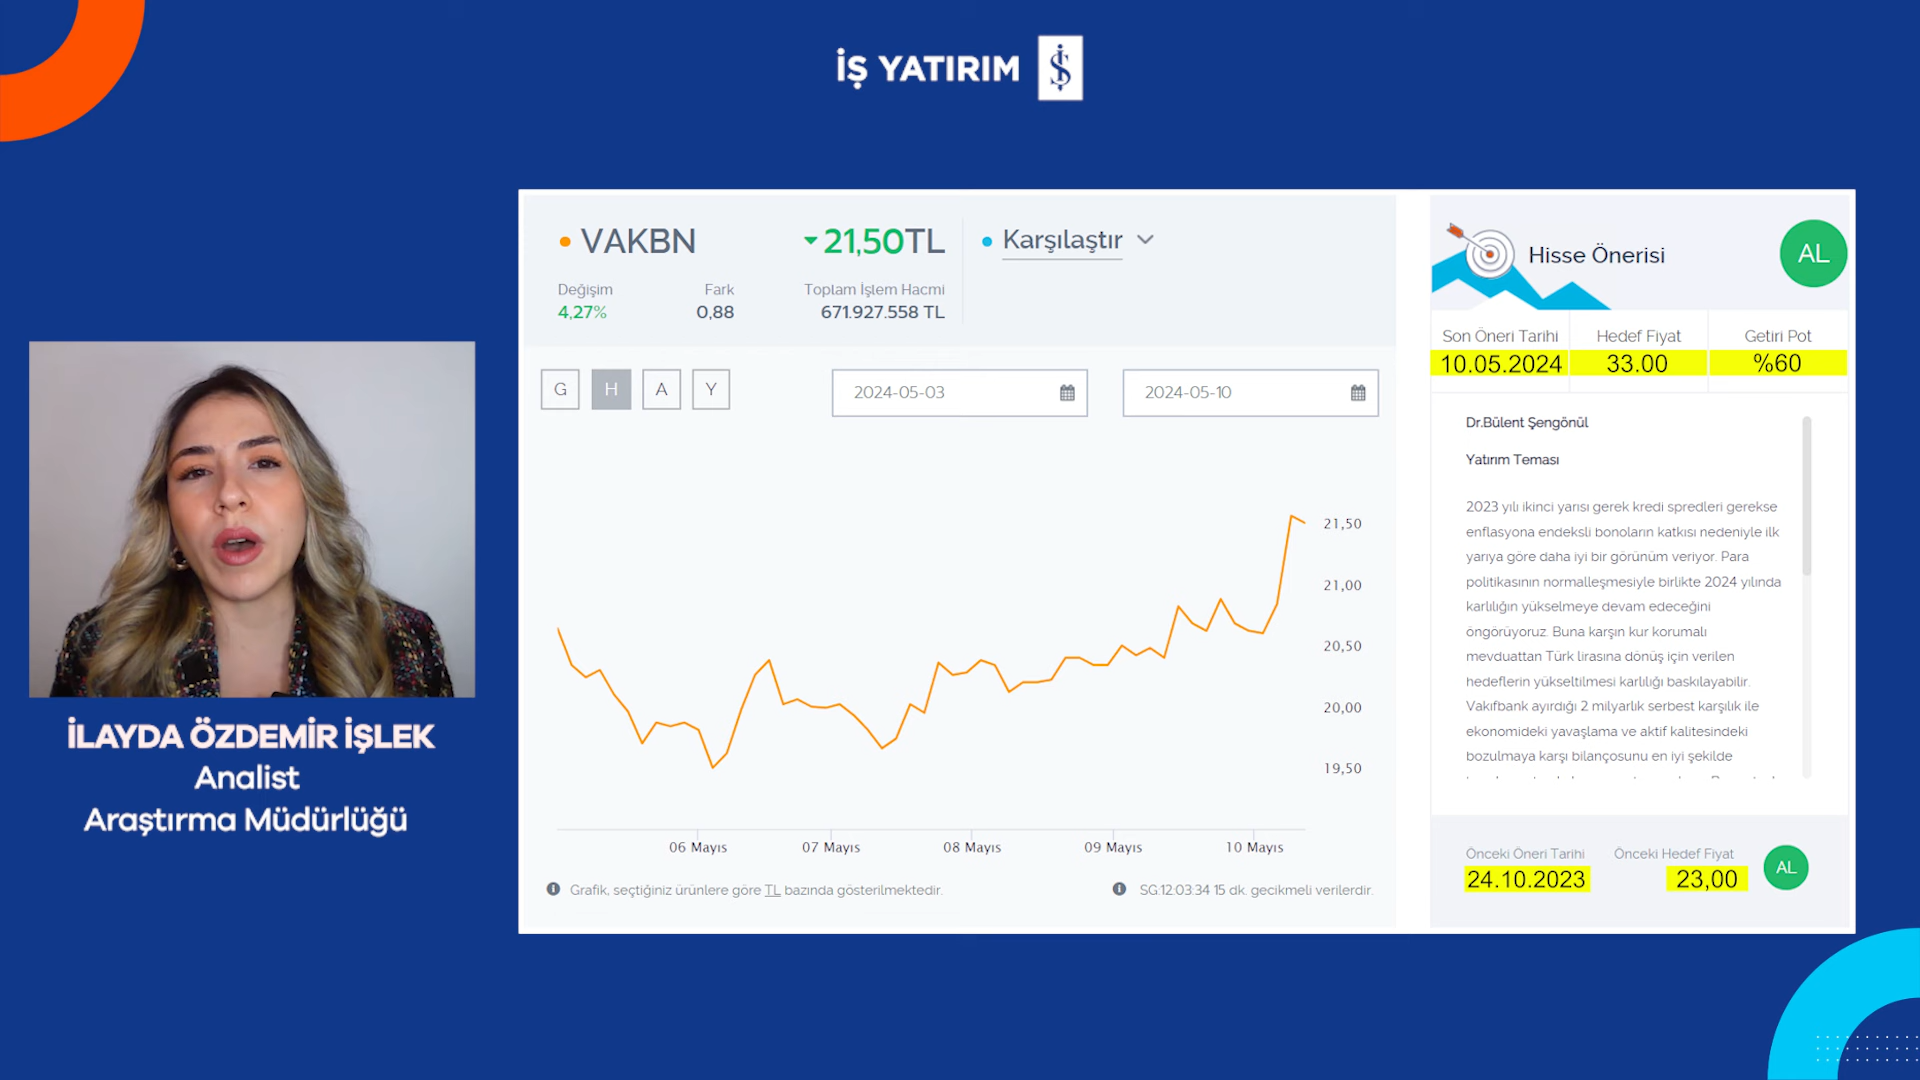 İŞ YATIRIM
VAKBN
21,50TL
Karşılaştır
Değişim
Fark
Toplam İşlem Hacmi
4,27%
0,88
671.927.558 TL
G
H
A
Y
2024-05-03
2024-05-10
21,50
21,00
20,50
20,00
19,50
06 Mayıs
07 Mayıs
08 Mayıs
09 Mayıs
10 Mayıs
Grafik, seçtiğiniz ürünlere göre TL bazında gösterilmektedir.
SG:12:03:34 15 dk. gecikmeli verilerdir.
Hisse Önerisi
AL
Son Öneri Tarihi
Hedef Fiyat
Getiri Pot
10.05.2024
33.00
%60
Dr.Bülent Şengönül
Yatırım Teması
2023 yılı ikinci yarısı gerek kredi spredleri gerekse
enflasyona endeksli bonoların katkısı nedeniyle ilk
yarıya göre daha iyi bir görünüm veriyor. Para
politikasının normalleşmesiyle birlikte 2024 yılında
karlılığın yükselmeye devam edeceğini
öngörüyoruz. Buna karşın kur korumalı
mevduattan Türk lirasına dönüş için verilen
hedeflerin yükseltilmesi karlılığı baskılayabilir.
Vakıfbank ayırdığı 2 milyarlık serbest karşılık ile
ekonomideki yavaşlama ve aktif kalitesindeki
bozulmaya karşı bilançosunu en iyi şekilde
Önceki Öneri Tarihi
Önceki Hedef Fiyat
24.10.2023
23,00
AL
İLAYDA ÖZDEMİR İŞLEK
Analist
Araştırma Müdürlüğü